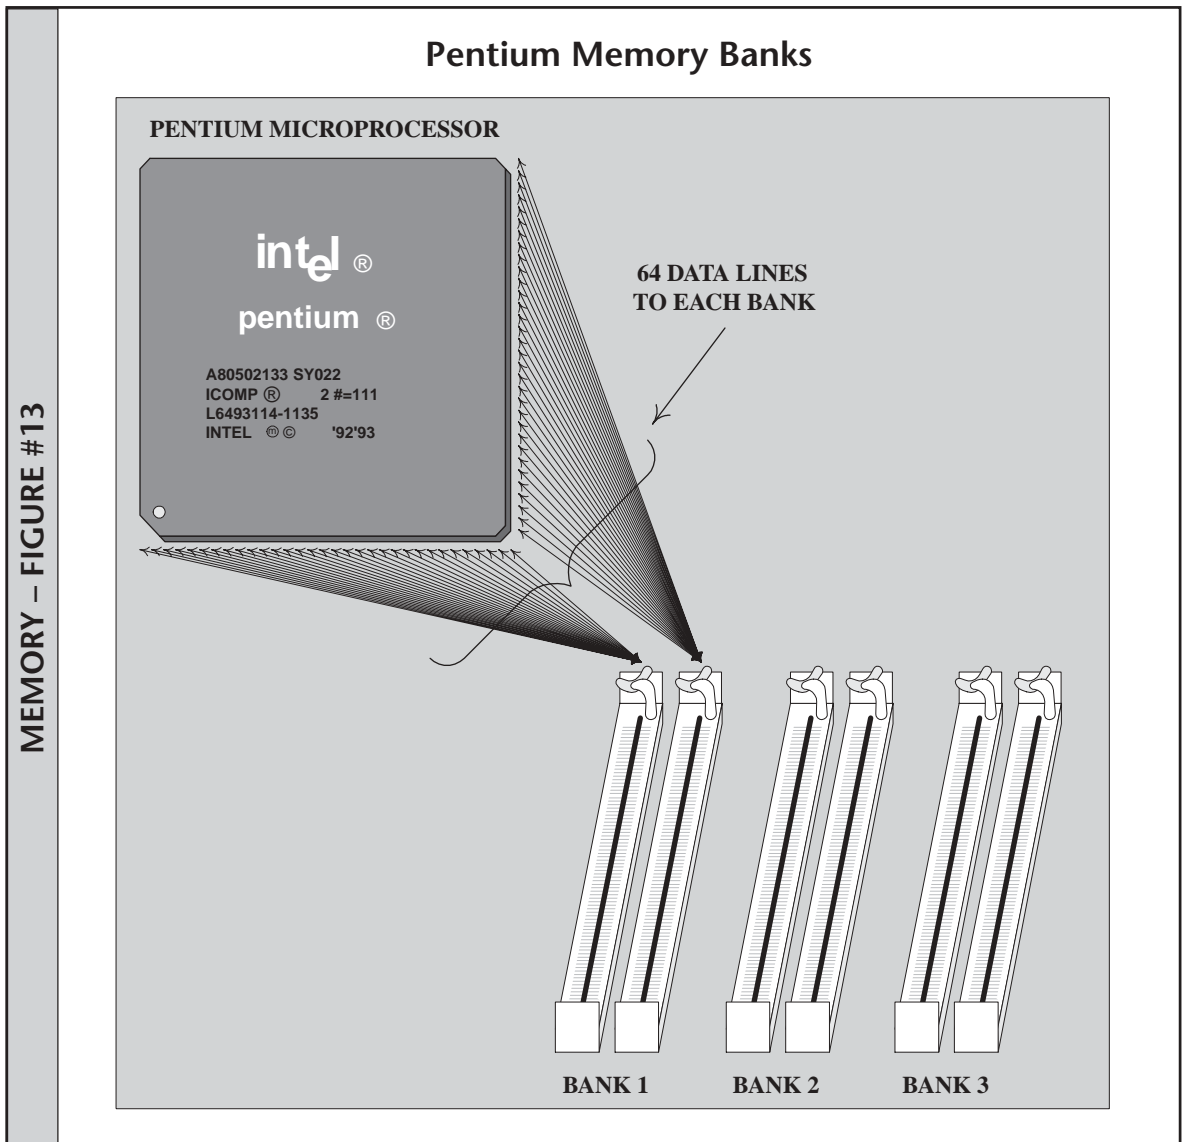 Pentium Memory Banks
MEMORY – FIGURE #13
PENTIUM MICROPROCESSOR
intel ®
pentium ®
A80502133 SY022
ICOMP ® 2 #=111
L6493114-1135
INTEL ⓜ © '92'93
64 DATA LINES
TO EACH BANK
BANK 1
BANK 2
BANK 3